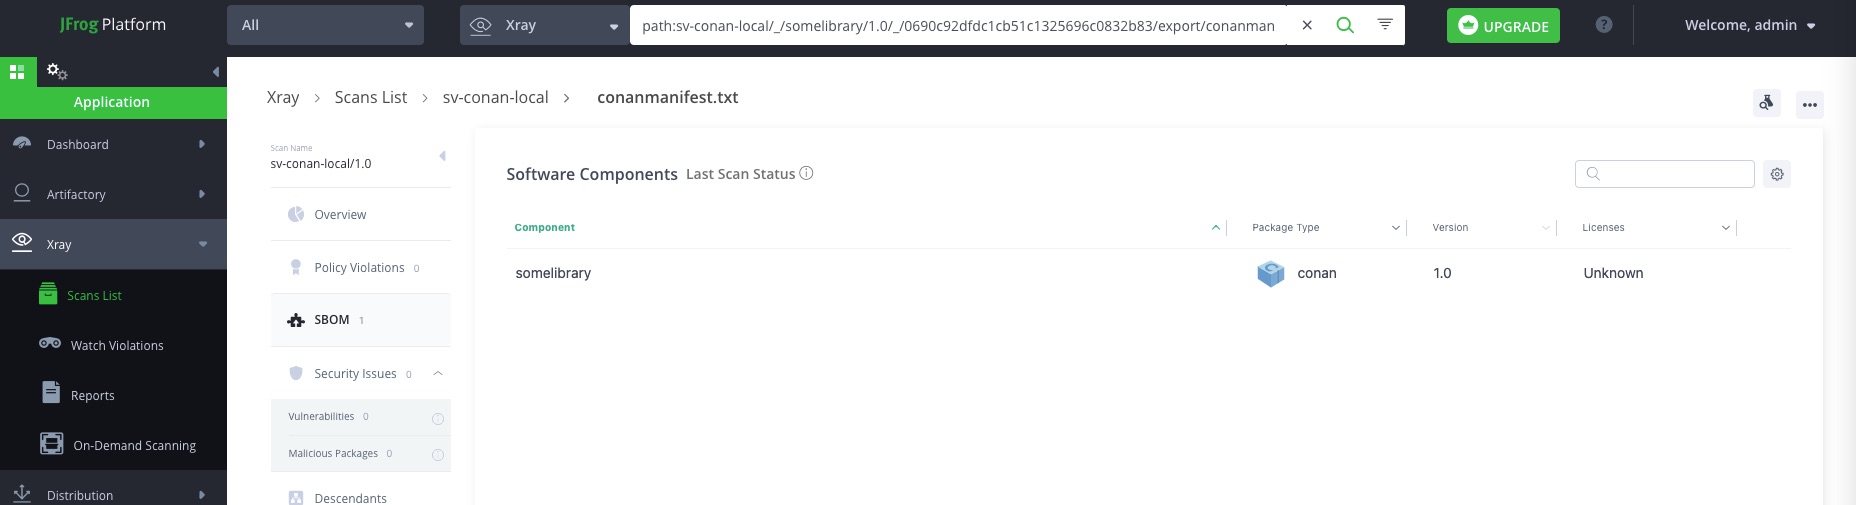 JFrog Platform
All
Xray
path:sv-conan-local/_/somelibrary/1.0/_/0690c92dfdc1cb51c1325696c0832b83/export/conanman
UPGRADE
?
Welcome, admin
Application
Dashboard
Artifactory
Xray
Scans List
Watch Violations
Reports
On-Demand Scanning
Distribution
Xray > Scans List > sv-conan-local > conanmanifest.txt
Scan Name
sv-conan-local/1.0
Overview
Policy Violations 0
SBOM 1
Security Issues 0
Vulnerabilities 0
Malicious Packages 0
Descendants
Software Components Last Scan Status
Component Package Type Version Licenses
somelibrary conan 1.0 Unknown